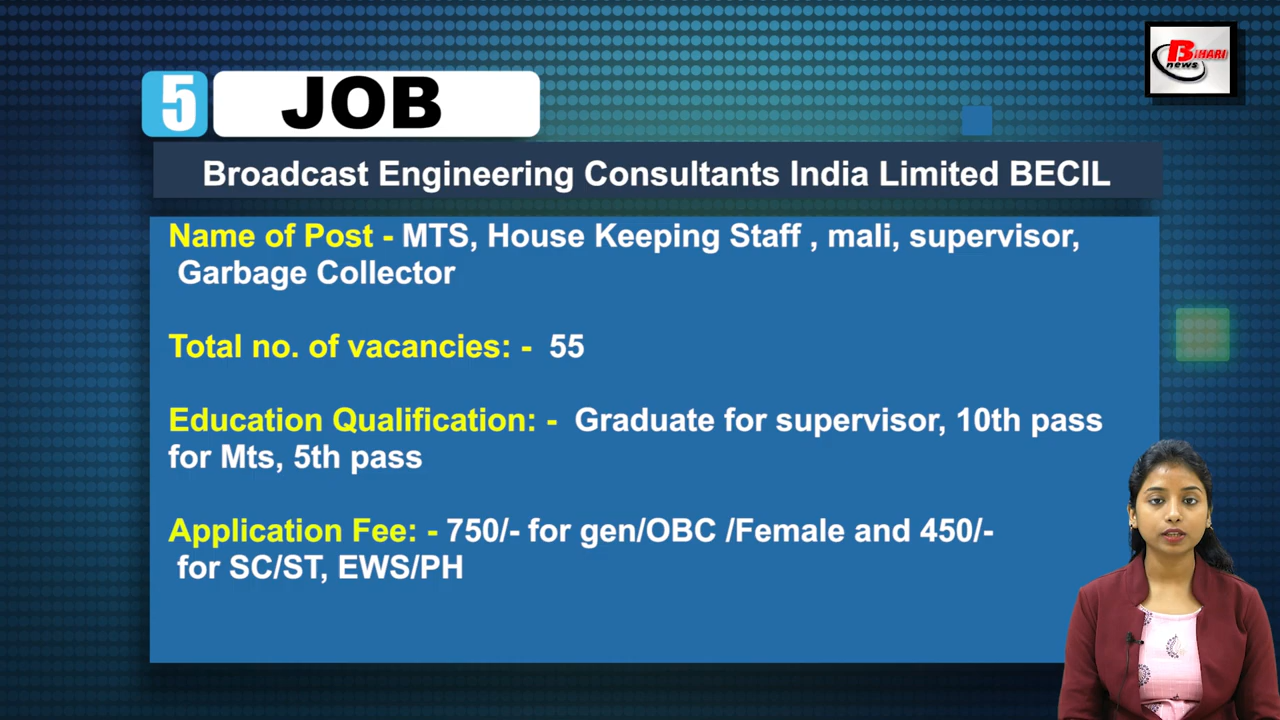 BIHARI
news
5 JOB
Broadcast Engineering Consultants India Limited BECIL
Name of Post - MTS, House Keeping Staff , mali, supervisor,
Garbage Collector
Total no. of vacancies: - 55
Education Qualification: - Graduate for supervisor, 10th pass
for Mts, 5th pass
Application Fee: - 750/- for gen/OBC /Female and 450/-
for SC/ST, EWS/PH